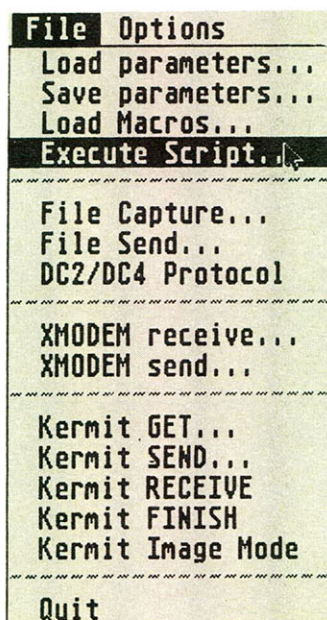 File Options
Load parameters...
Save parameters...
Load Macros...
Execute Script..
File Capture...
File Send...
DC2/DC4 Protocol
XMODEM receive...
XMODEM send...
Kermit GET...
Kermit SEND...
Kermit RECEIVE
Kermit FINISH
Kermit Image Mode
Quit